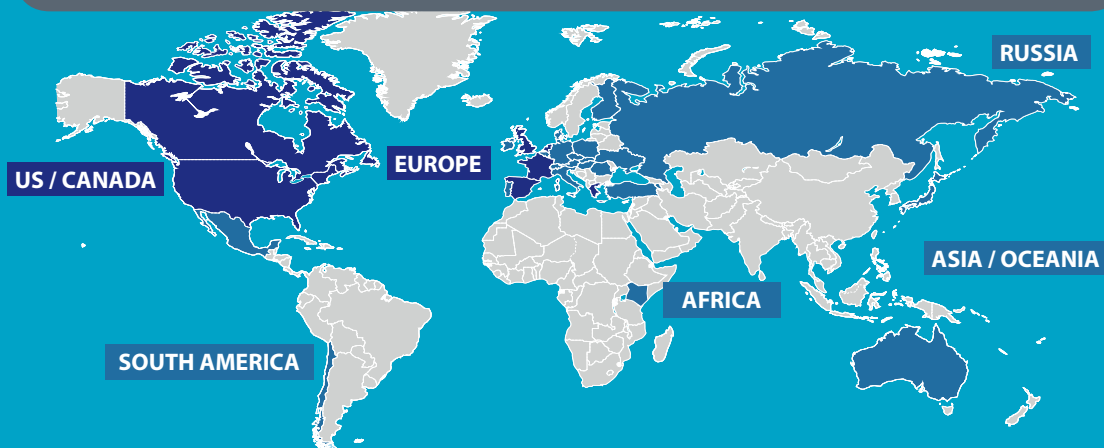 RUSSIA
EUROPE
US / CANADA
ASIA / OCEANIA
AFRICA
SOUTH AMERICA